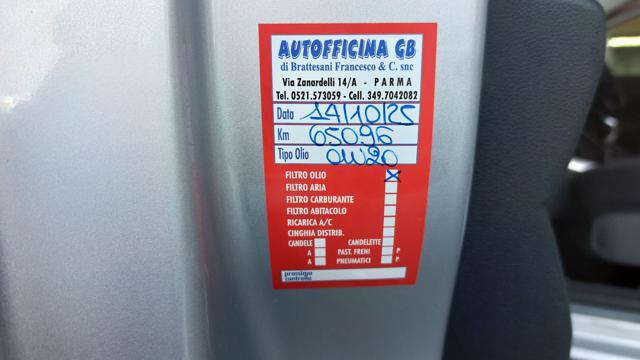 AUTOFFICINA GB
di Brattesani Francesco & C. snc
Via Zanardelli 14/A - PARMA
Tel. 0521.573059 - Cell. 349.7042082
Data 14/10/25
Km 65096
Tipo Olio 0W20
FILTRO OLIO X
FILTRO ARIA
FILTRO CARBURANTE
FILTRO ABITACOLO
RICARICA A/C
CINGHIA DISTRIB.
CANDELE CANDELETTE
A PAST. FRENI P
A PNEUMATICI P
prossimo
controllo